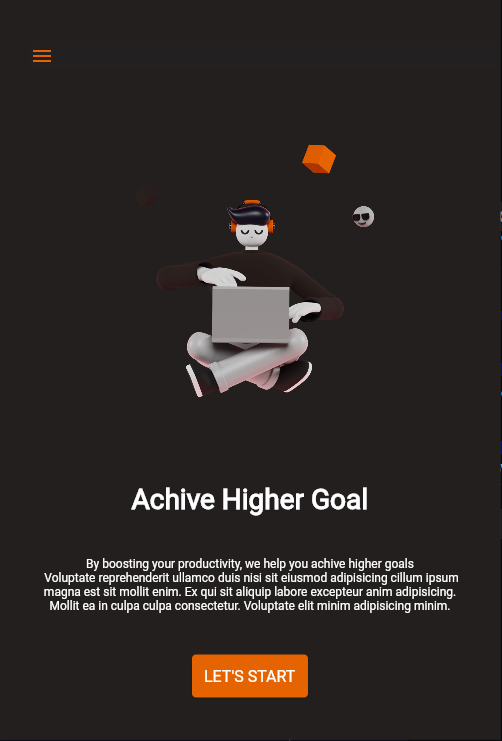 Achive Higher Goal
By boosting your productivity, we help you achive higher goals
Voluptate reprehenderit ullamco duis nisi sit eiusmod adipisicing cillum ipsum
magna est sit mollit enim. Ex qui sit aliquip labore excepteur anim adipisicing.
Mollit ea in culpa culpa consectetur. Voluptate elit minim adipisicing minim.
LET'S START